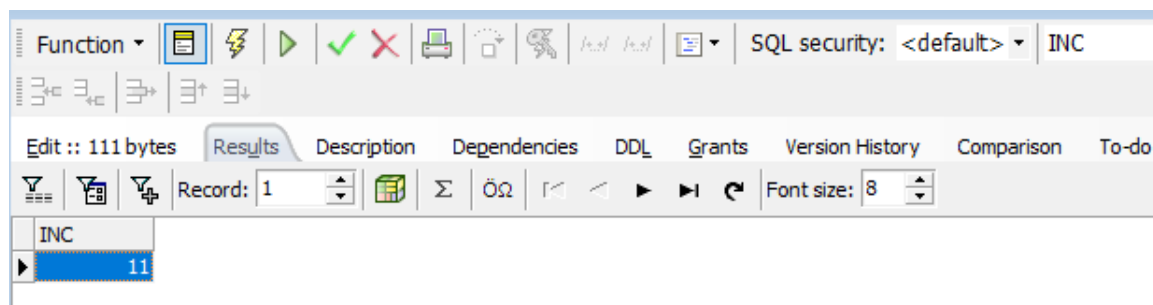 Function SQL security: <default> INC
Edit :: 111 bytes Results Description Dependencies DDL Grants Version History Comparison To-do
Record: 1 Σ ÖΩ Font size: 8
INC
11